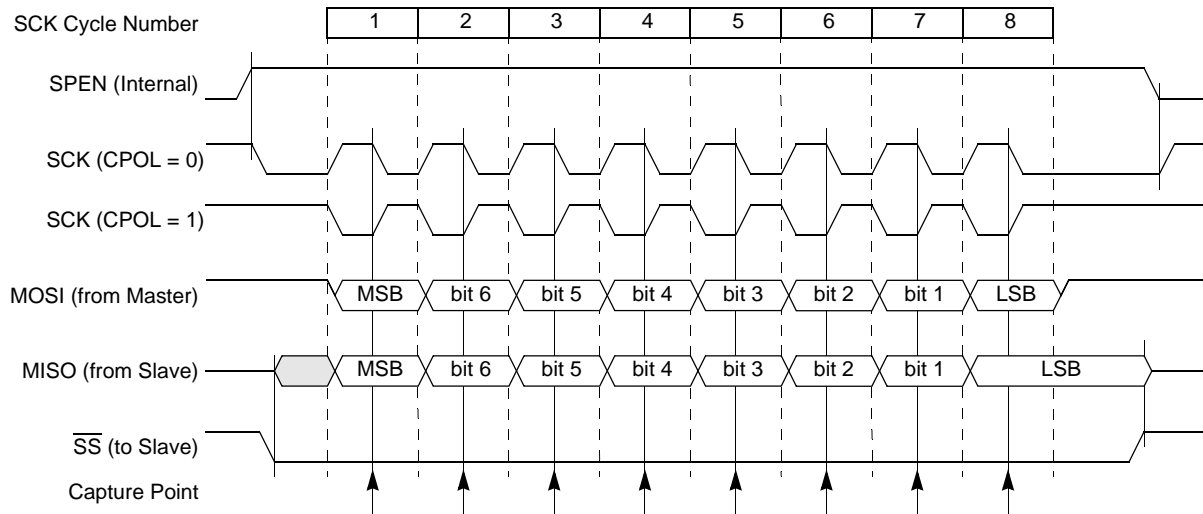 SCK Cycle Number 1 2 3 4 5 6 7 8
SPEN (Internal)
SCK (CPOL = 0)
SCK (CPOL = 1)
MOSI (from Master) MSB bit 6 bit 5 bit 4 bit 3 bit 2 bit 1 LSB
MISO (from Slave) MSB bit 6 bit 5 bit 4 bit 3 bit 2 bit 1 LSB
S̅S̅ (to Slave)
Capture Point